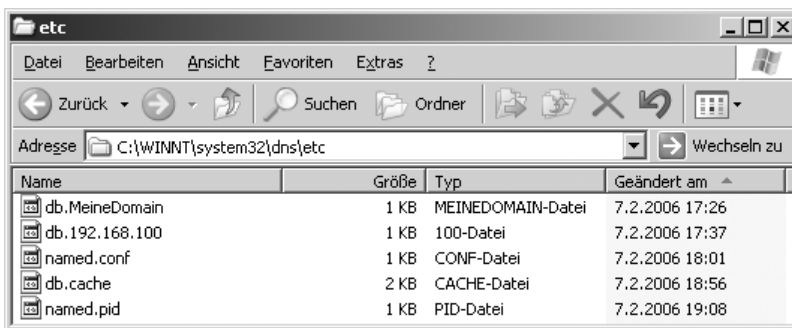 etc
Datei Bearbeiten Ansicht Favoriten Extras ?
Zurück Suchen Ordner
Adresse C:\WINNT\system32\dns\etc Wechseln zu
Name Größe Typ Geändert am
db.MeineDomain 1 KB MEINEDOMAIN-Datei 7.2.2006 17:26
db.192.168.100 1 KB 100-Datei 7.2.2006 17:37
named.conf 1 KB CONF-Datei 7.2.2006 18:01
db.cache 2 KB CACHE-Datei 7.2.2006 18:56
named.pid 1 KB PID-Datei 7.2.2006 19:08